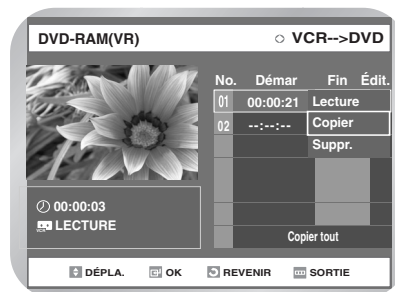 DVD-RAM(VR) VCR-->DVD
No. Démar Fin Édit.
01 00:00:21 Lecture
02 --:--:-- Copier
Suppr.
00:00:03
LECTURE
Copier tout
DÉPLA. OK REVENIR SORTIE